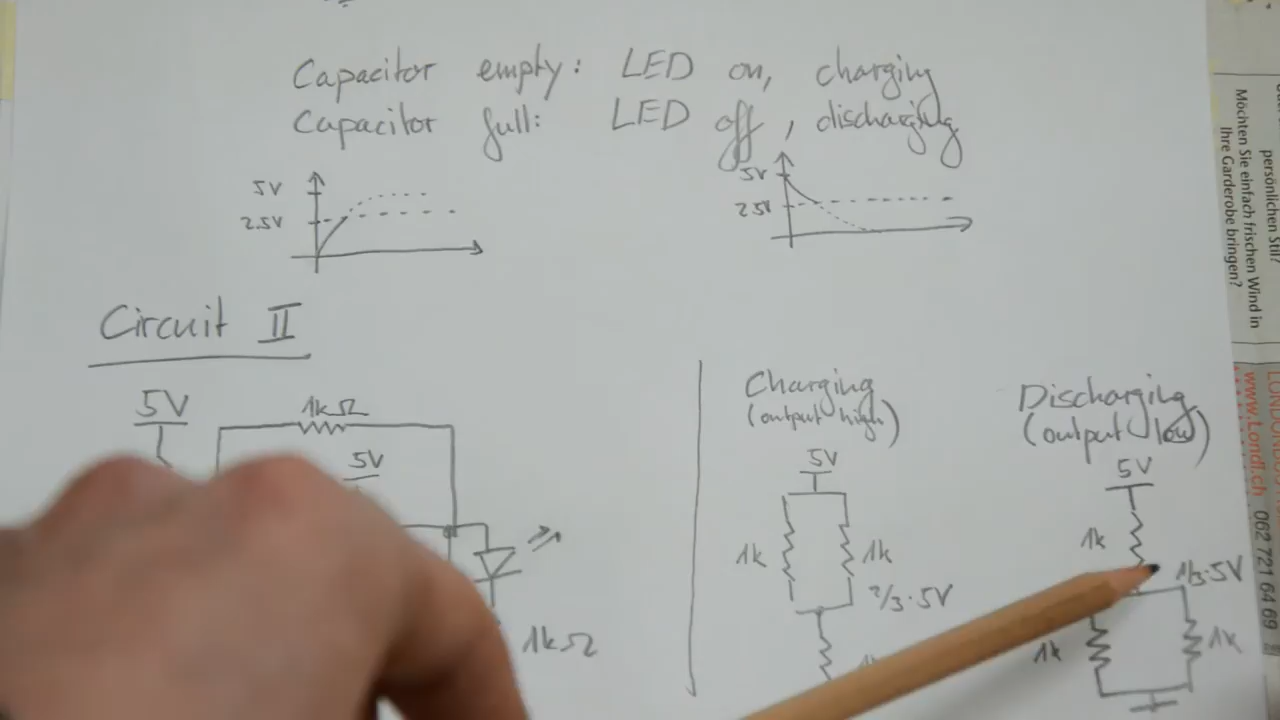 Capacitor empty: LED on, charging
Capacitor full: LED off, discharging
5V
2.5V
5V
2.5V
Circuit II
5V
1kΩ
5V
1kΩ
Charging
(output high)
5V
1k
1k
2/3·5V
1k
Discharging
(output low)
5V
1k
1/3·5V
1k
1k
persönlichen Stil?
Möchten Sie einfach frischen Wind in
Ihre Garderobe bringen?
www.Londi.ch 062 721 64 69